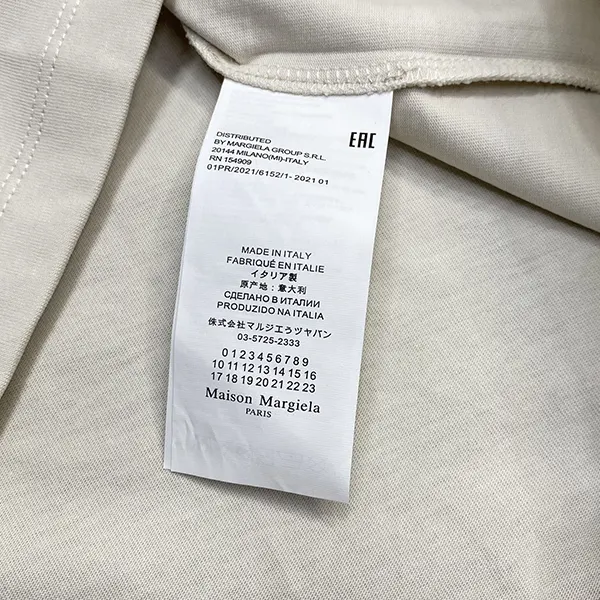 DISTRIBUTED
BY MARGIELA GROUP S.R.L.
20144 MILANO(MI)-ITALY
RN 154909
01PR/2021/6152/1- 2021 01
EAC
MADE IN ITALY
FABRIQUÉ EN ITALIE
イタリア製
原产地: 意大利
СДЕЛАНО В ИТАЛИИ
PRODUZIDO NA ITALIA
侏式会社マルジエうツヤバン
03-5725-2333
0 1 2 3 4 5 6 7 8 9
10 11 12 13 14 15 16
17 18 19 20 21 22 23
Maison Margiela
PARIS